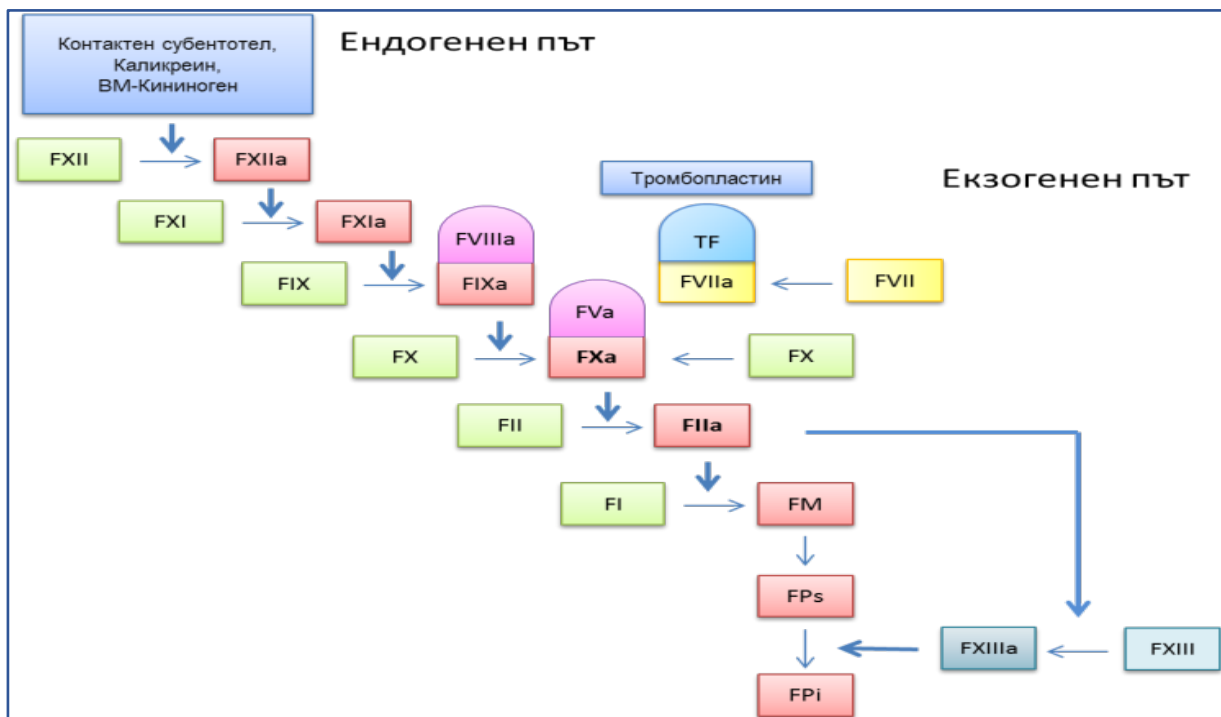 Контактен субентотел,
Каликреин,
ВМ-Кининоген
Ендогенен път
FXII
FXIIa
Тромбопластин
Екзогенен път
FXI
FXIa
FVIIIa
TF
FIX
FIXa
FVIIa
FVII
FVa
FX
FXa
FX
FII
FIIa
FI
FM
FPs
FXIIIa
FXIII
FPi